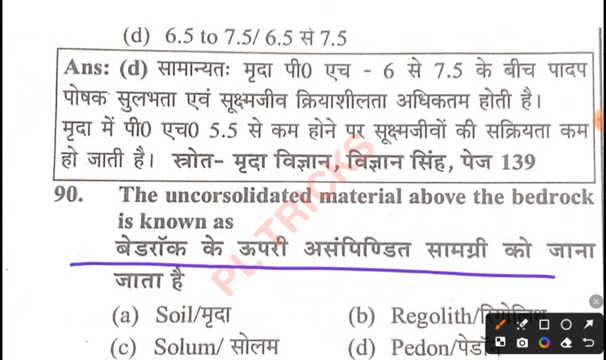 (d) 6.5 to 7.5/ 6.5 से 7.5
Ans: (d) सामान्यतः मृदा पी0 एच - 6 से 7.5 के बीच पादप
पोषक सुलभता एवं सूक्ष्मजीव क्रियाशीलता अधिकतम होती है।
मृदा में पी0 एच0 5.5 से कम होने पर सूक्ष्मजीवों की सक्रियता कम
हो जाती है। स्त्रोत- मृदा विज्ञान, विज्ञान सिंह, पेज 139
90. The uncorsolidated material above the bedrock
is known as
बेडरॉक के ऊपरी असंपिण्डित सामग्री को जाना
जाता है
(a) Soil/मृदा (b) Regolith/
(c) Solum/ सोलम (d) Pedon/
PL TRICKS